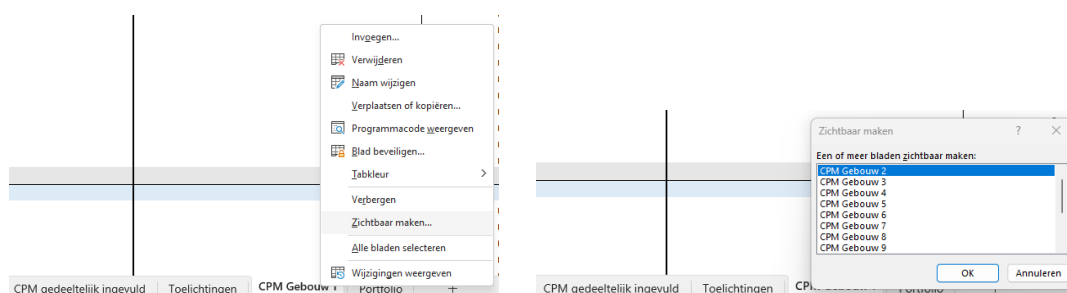 Invoegen...
Verwijderen
Naam wijzigen
Verplaatsen of kopiëren...
Programmacode weergeven
Blad beveiligen...
Tabkleur
Verbergen
Zichtbaar maken...
Alle bladen selecteren
Wijzigingen weergeven
CPM gedeeltelijk ingevuld Toelichtingen CPM Gebouw 1 Portfolio +
Zichtbaar maken ? ×
Een of meer bladen zichtbaar maken:
CPM Gebouw 2
CPM Gebouw 3
CPM Gebouw 4
CPM Gebouw 5
CPM Gebouw 6
CPM Gebouw 7
CPM Gebouw 8
CPM Gebouw 9
OK Annuleren
CPM gedeeltelijk ingevuld Toelichtingen